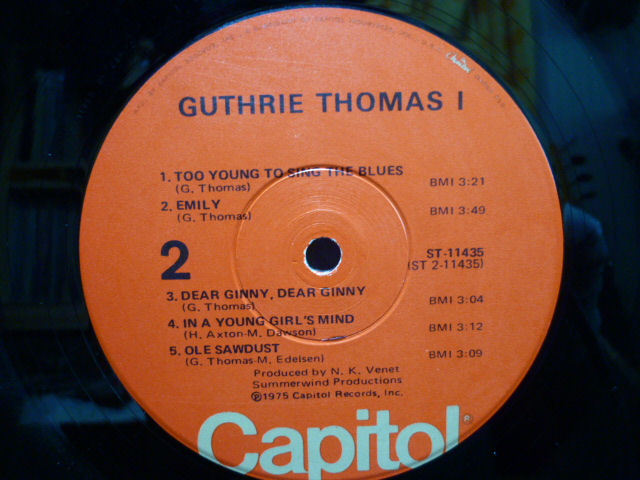 GUTHRIE THOMAS I
1. TOO YOUNG TO SING THE BLUES
(G. Thomas) BMI 3:21
2. EMILY
(G. Thomas) BMI 3:49
2
ST-11435
(ST 2-11435)
3. DEAR GINNY, DEAR GINNY
(G. Thomas) BMI 3:04
4. IN A YOUNG GIRL'S MIND
(H. Axton-M. Dawson) BMI 3:12
5. OLE SAWDUST
(G. Thomas-M. Edelsen) BMI 3:09
Produced by N. K. Venet
Summerwind Productions
℗1975 Capitol Records, Inc.
Capitol®